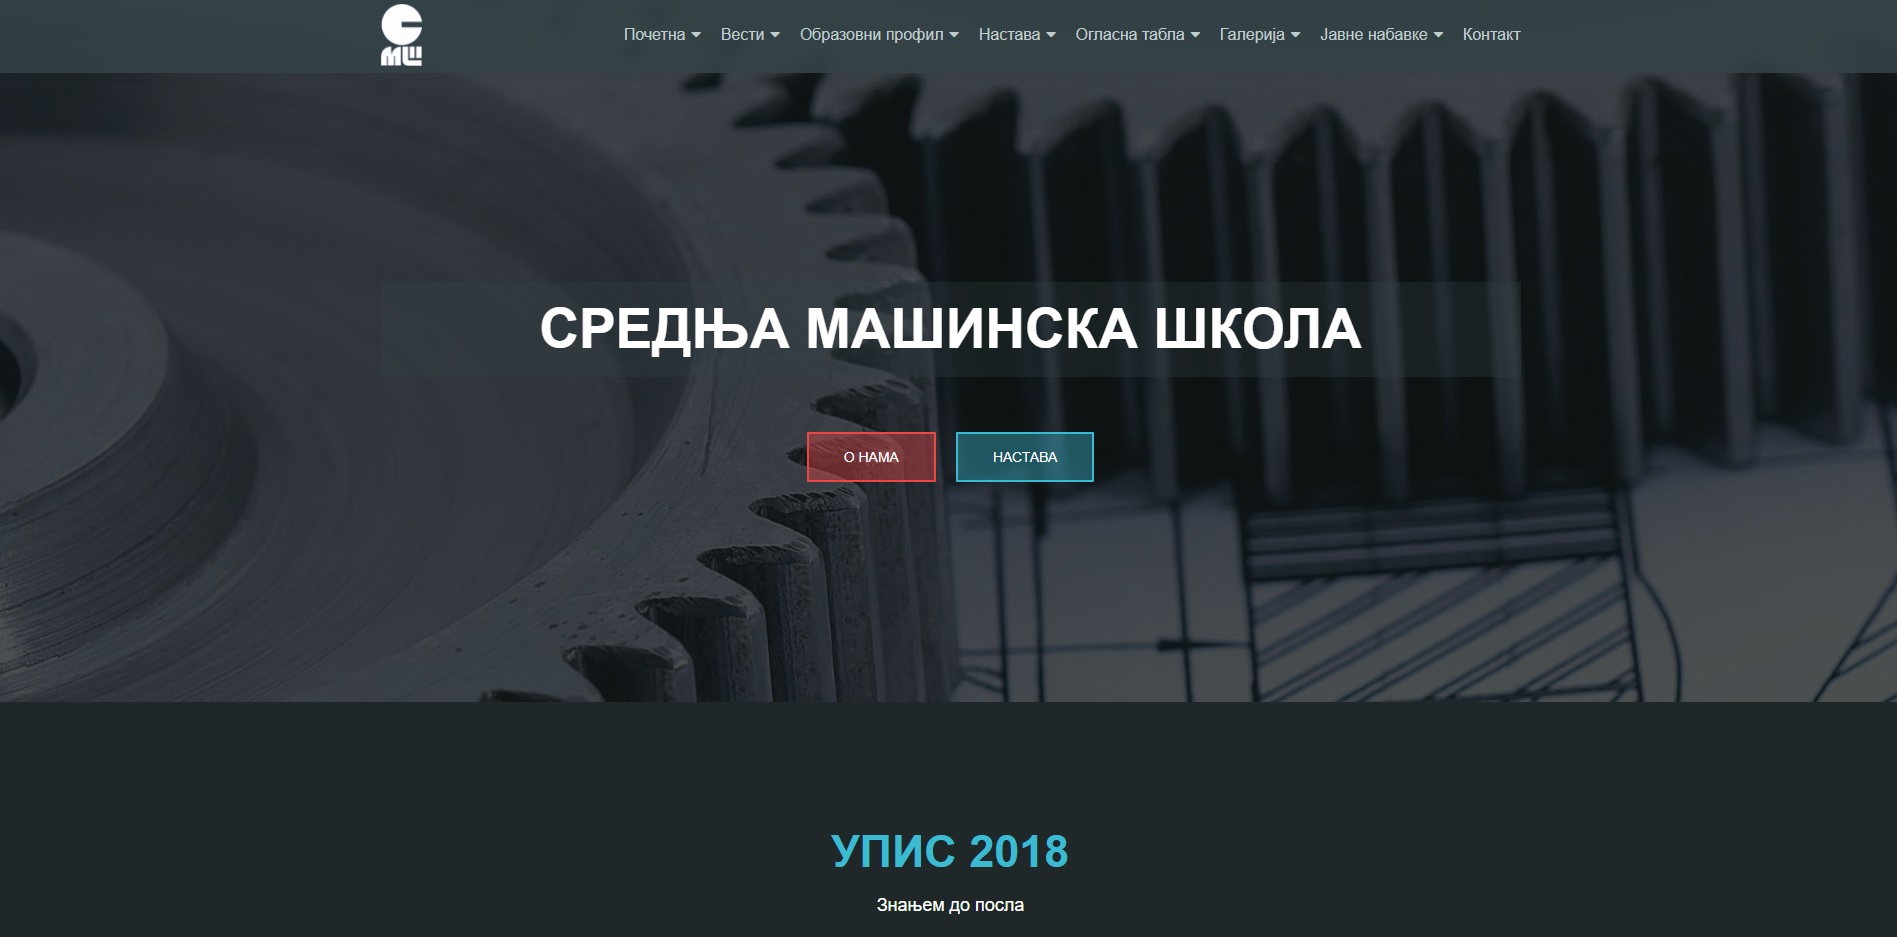 С
МШ
Почетна Вести Образовни профил Настава Огласна табла Галерија Јавне набавке Контакт
СРЕДЊА МАШИНСКА ШКОЛА
О НАМА НАСТАВА
УПИС 2018
Знањем до посла